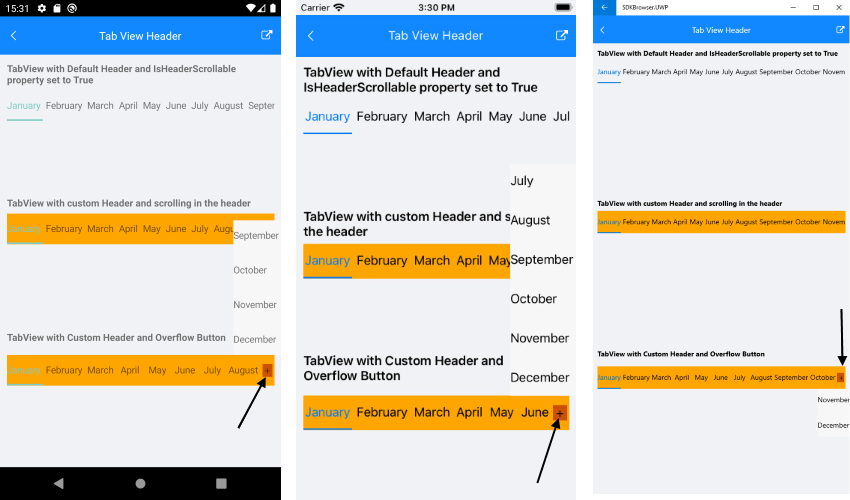 15:31
Tab View Header
TabView with Default Header and IsHeaderScrollable
property set to True
January February March April May June July August Septer
TabView with custom Header and scrolling in the header
January February March April May June July Aug
September
October
November
December
TabView with Custom Header and Overflow Button
January February March April May June July August +
Carrier 3:30 PM
Tab View Header
TabView with Default Header and
IsHeaderScrollable property set to True
January February March April May June Jul
July
August
September
October
November
December
TabView with custom Header and s
the header
January February March April May
TabView with Custom Header and
Overflow Button
January February March April May June +
SDKBrowser.UWP
Tab View Header
TabView with Default Header and IsHeaderScrollable property set to True
January February March April May June July August September October Novem
TabView with custom Header and scrolling in the header
January February March April May June July August September October Novem
TabView with Custom Header and Overflow Button
January February March April May June July August September October +
November
December